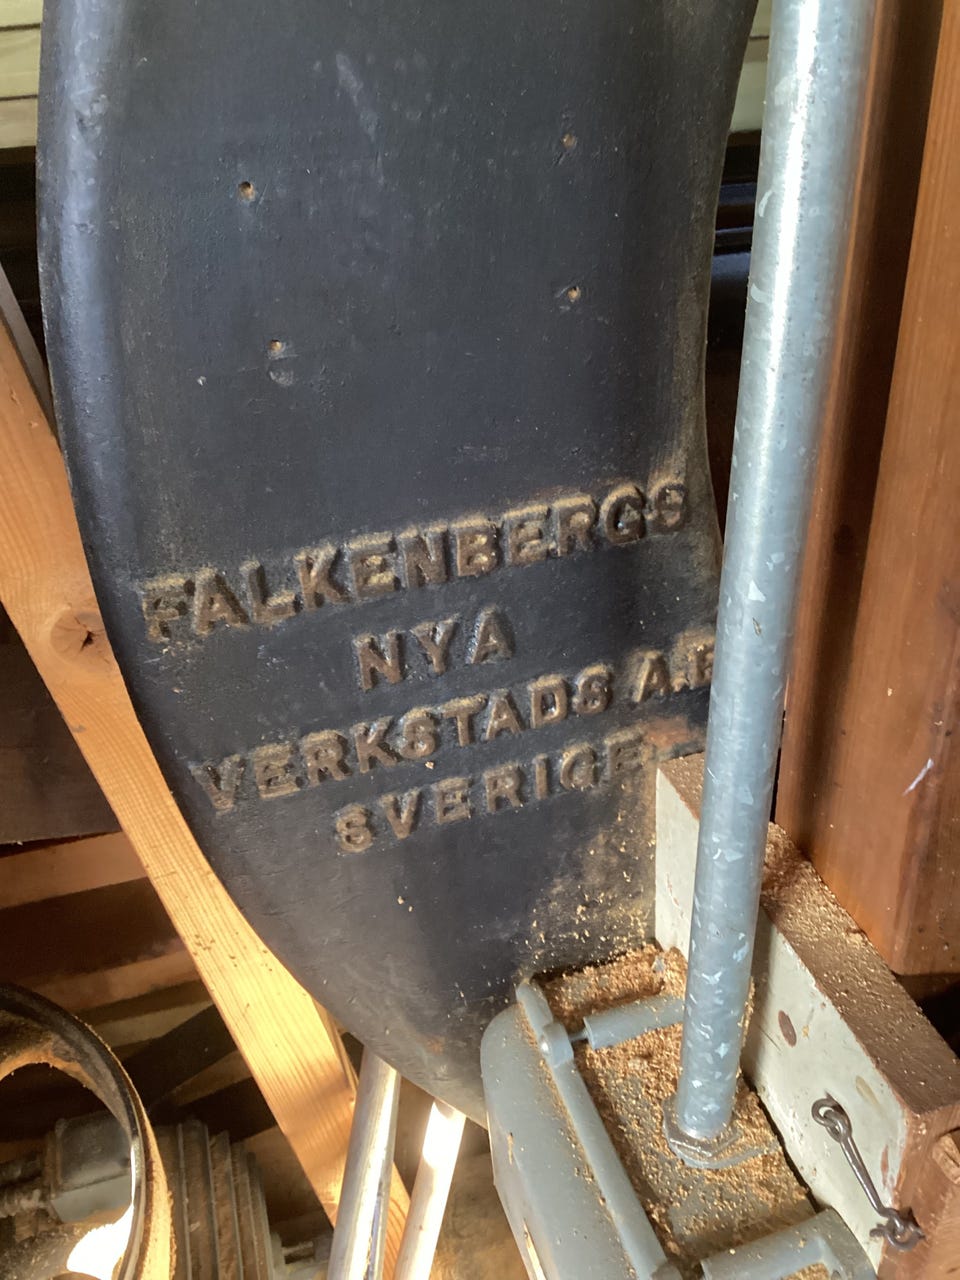 FALKENBERGS
NYA
VERKSTADS A.B
SVERIGE